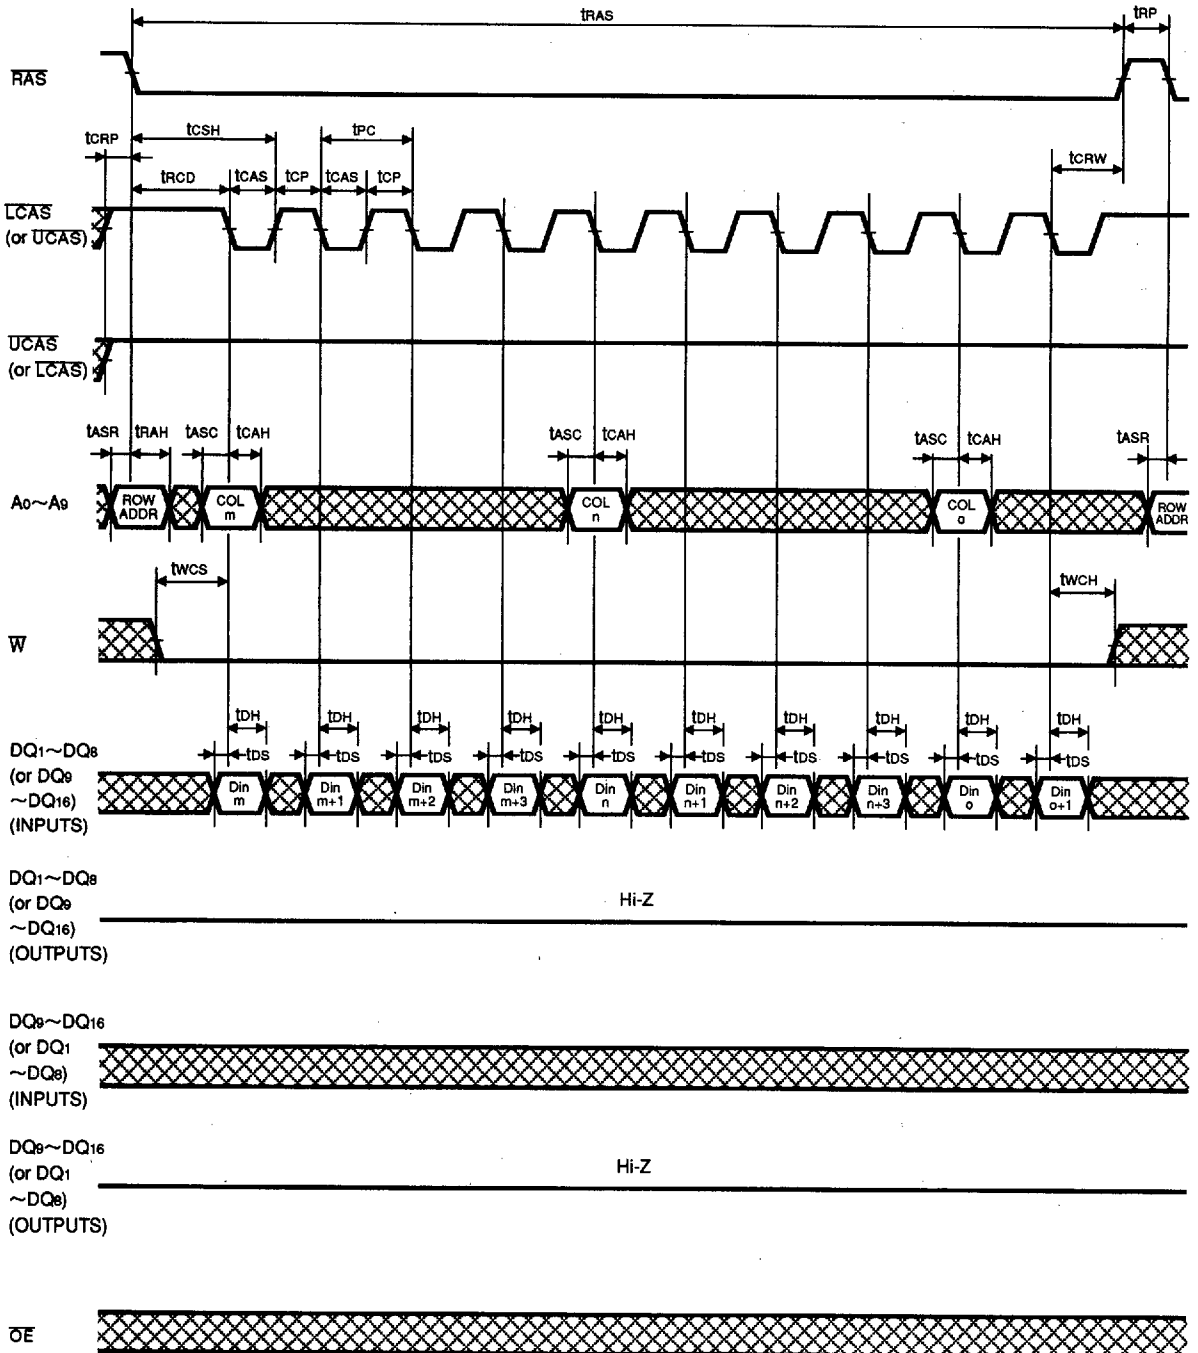 tRAS tRP
RAS
tCSH tPC
tCRP tCRW
tRCD tCAS tCP tCAS tCP
LCAS
(or UCAS)
UCAS
(or LCAS)
tASR tRAH tASC tCAH tASC tCAH tASC tCAH tASR
A0~A9 ROW ADDR COL m COL n COL o ROW ADDR
tWCS tWCH
W
tDH tDH tDH tDH tDH tDH tDH tDH tDH tDH
tDS tDS tDS tDS tDS tDS tDS tDS tDS tDS
DQ1~DQ8
(or DQ9
~DQ16)
(INPUTS)
Din m Din m+1 Din m+2 Din m+3 Din n Din n+1 Din n+2 Din n+3 Din o Din o+1
DQ1~DQ8
(or DQ9
~DQ16)
(OUTPUTS)
Hi-Z
DQ9~DQ16
(or DQ1
~DQ8)
(INPUTS)
DQ9~DQ16
(or DQ1
~DQ8)
(OUTPUTS)
Hi-Z
OE